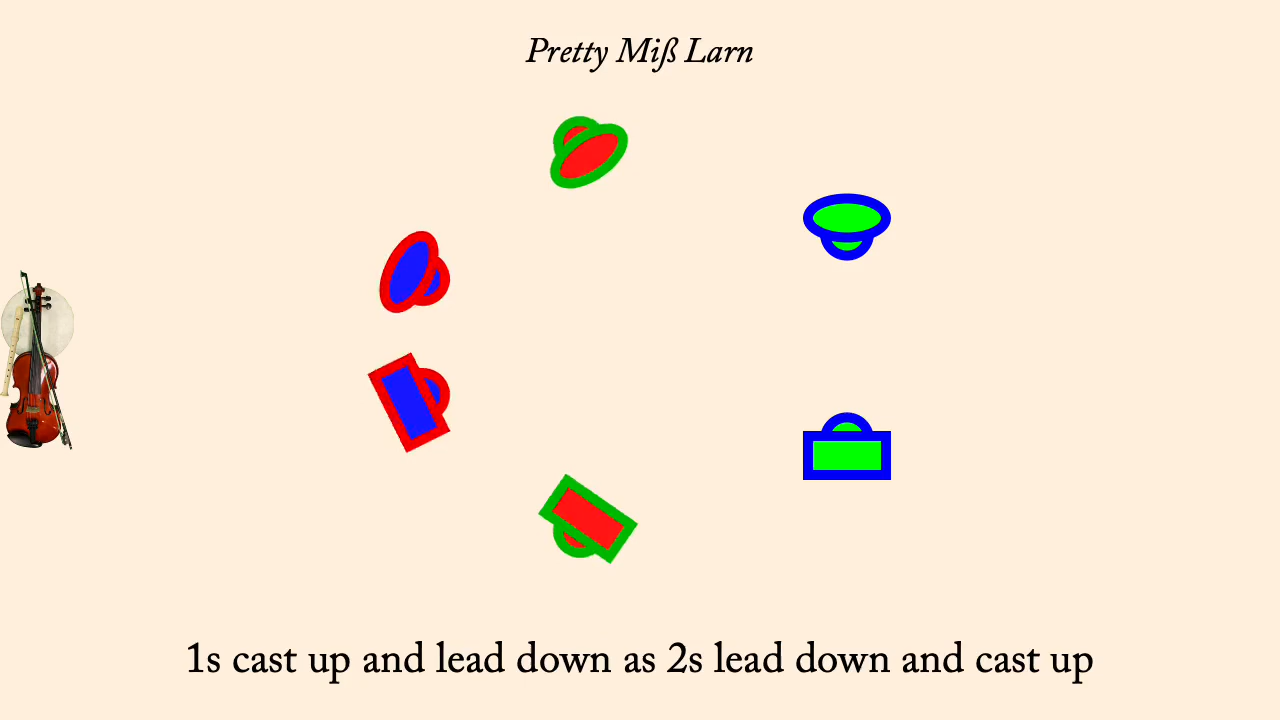 Pretty Miß Larn
1s cast up and lead down as 2s lead down and cast up